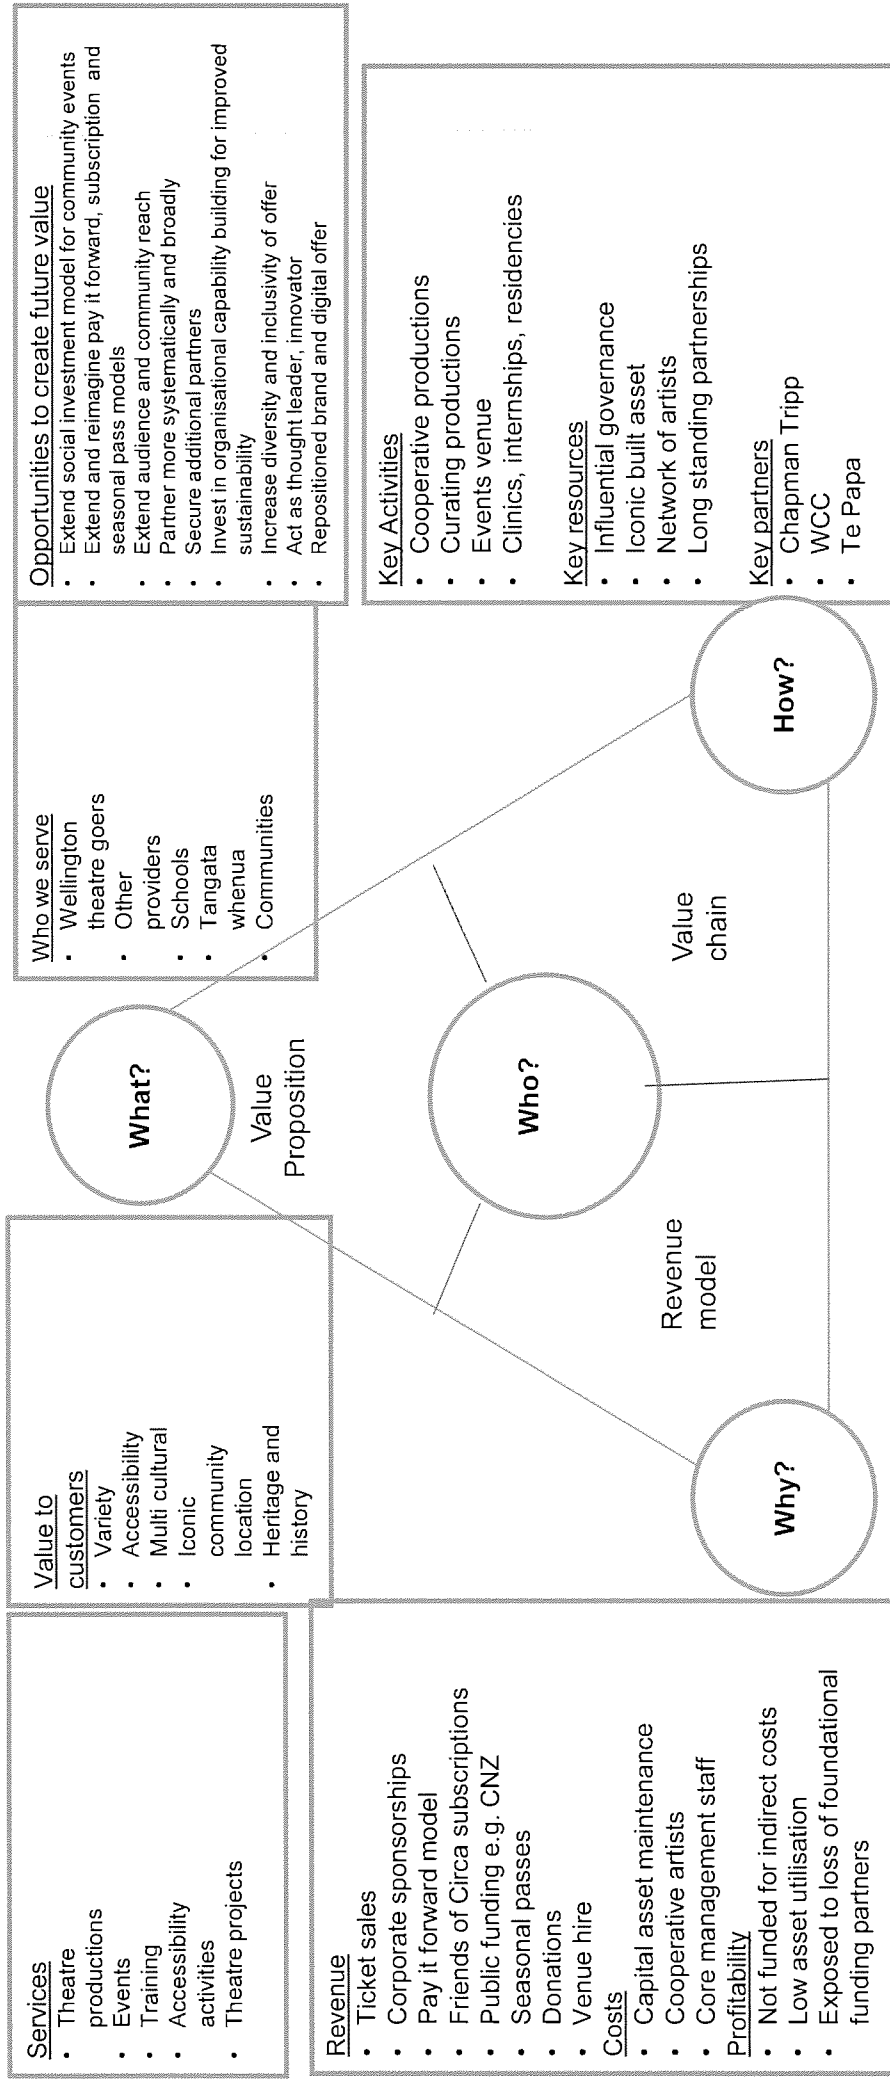 Services
• Theatre
productions
• Events
• Training
• Accessibility
activities
• Theatre projects
Value to
customers
• Variety
• Accessibility
• Multi cultural
• Iconic
community
location
• Heritage and
history
What?
Value
Proposition
Who we serve
• Wellington
theatre goers
• Other
providers
• Schools
• Tangata
whenua
• Communities
Opportunities to create future value
• Extend social investment model for community events
• Extend and reimagine pay it forward, subscription and
seasonal pass models
• Extend audience and community reach
• Partner more systematically and broadly
• Secure additional partners
• Invest in organisational capability building for improved
sustainability
• Increase diversity and inclusivity of offer
• Act as thought leader, innovator
• Repositioned brand and digital offer
Revenue
• Ticket sales
• Corporate sponsorships
• Pay it forward model
• Friends of Circa subscriptions
• Public funding e.g. CNZ
• Seasonal passes
• Donations
• Venue hire
Costs
• Capital asset maintenance
• Cooperative artists
• Core management staff
Profitability
• Not funded for indirect costs
• Low asset utilisation
• Exposed to loss of foundational
funding partners
Why?
Revenue
model
Who?
Value
chain
How?
Key Activities
• Cooperative productions
• Curating productions
• Events venue
• Clinics, internships, residencies
Key resources
• Influential governance
• Iconic built asset
• Network of artists
• Long standing partnerships
Key partners
• Chapman Tripp
• WCC
• Te Papa